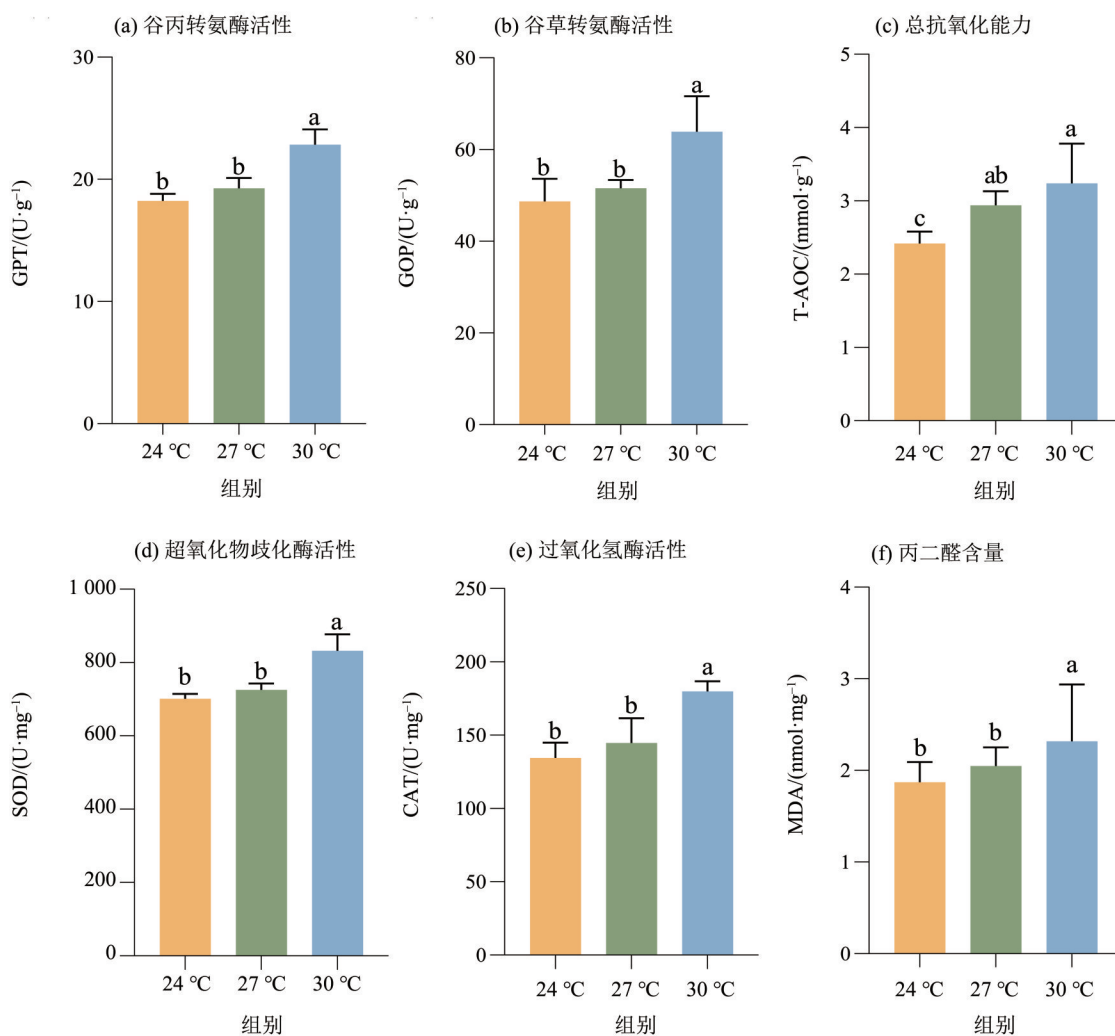 (a) 谷丙转氨酶活性
30
20
10
0
GPT/(U·g⁻¹)
b
b
a
24 ℃
27 ℃
30 ℃
组别
(b) 谷草转氨酶活性
80
60
40
20
0
GOP/(U·g⁻¹)
b
b
a
24 ℃
27 ℃
30 ℃
组别
(c) 总抗氧化能力
5
4
3
2
1
0
T-AOC/(mmol·g⁻¹)
c
ab
a
24 ℃
27 ℃
30 ℃
组别
(d) 超氧化物歧化酶活性
1 000
800
600
400
200
0
SOD/(U·mg⁻¹)
b
b
a
24 ℃
27 ℃
30 ℃
组别
(e) 过氧化氢酶活性
250
200
150
100
50
0
CAT/(U·mg⁻¹)
b
b
a
24 ℃
27 ℃
30 ℃
组别
(f) 丙二醛含量
4
3
2
1
0
MDA/(nmol·mg⁻¹)
b
b
a
24 ℃
27 ℃
30 ℃
组别